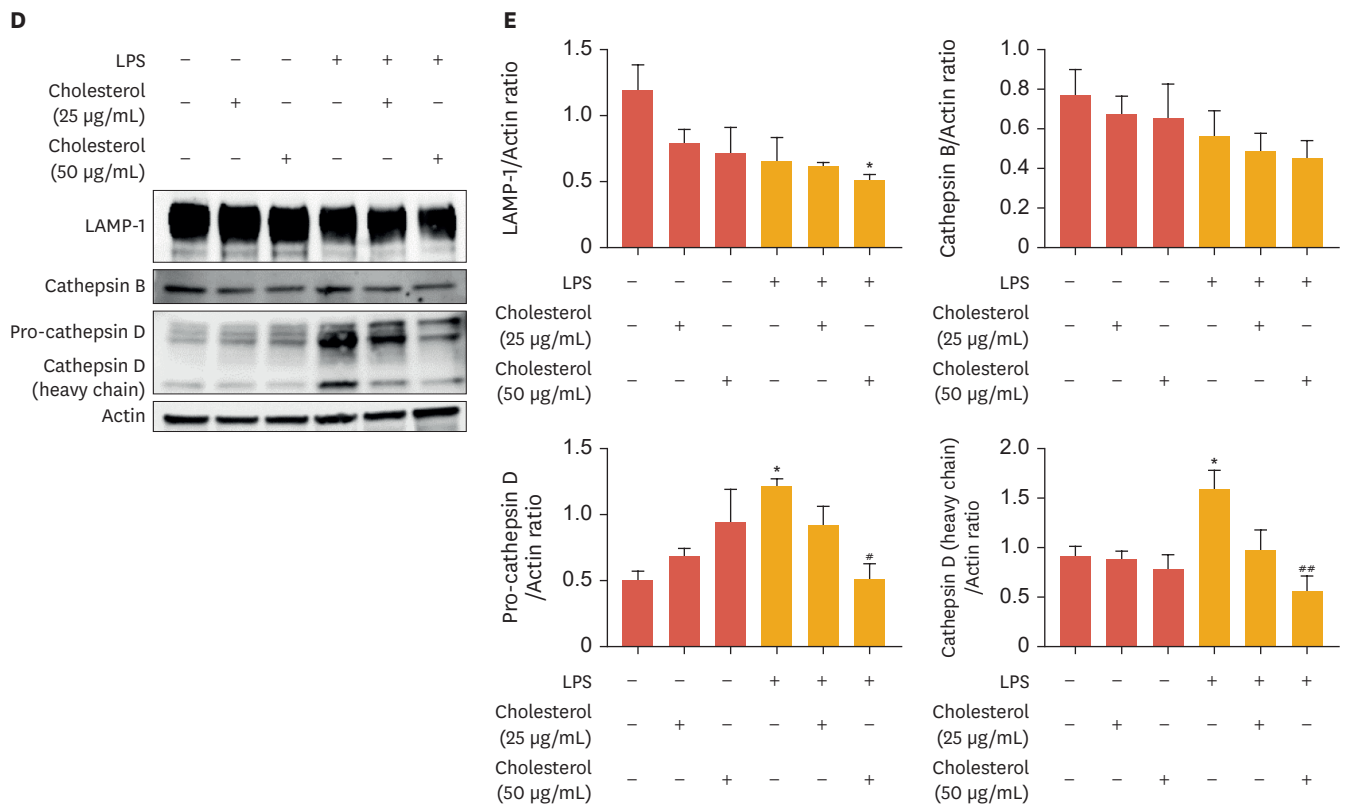 D
LPS − − − + + +
Cholesterol
(25 µg/mL) − + − − + −
Cholesterol
(50 µg/mL) − − + − − +
LAMP-1
Cathepsin B
Pro-cathepsin D
Cathepsin D
(heavy chain)
Actin
E
LAMP-1/Actin ratio
1.5
1.0
0.5
0
*
LPS − − − + + +
Cholesterol
(25 µg/mL) − + − − + −
Cholesterol
(50 µg/mL) − − + − − +
Cathepsin B/Actin ratio
1.0
0.8
0.6
0.4
0.2
0
LPS − − − + + +
Cholesterol
(25 µg/mL) − + − − + −
Cholesterol
(50 µg/mL) − − + − − +
Pro-cathepsin D
/Actin ratio
1.5
1.0
0.5
0
*
#
LPS − − − + + +
Cholesterol
(25 µg/mL) − + − − + −
Cholesterol
(50 µg/mL) − − + − − +
Cathepsin D (heavy chain)
/Actin ratio
2.0
1.5
1.0
0.5
0
*
##
LPS − − − + + +
Cholesterol
(25 µg/mL) − + − − + −
Cholesterol
(50 µg/mL) − − + − − +